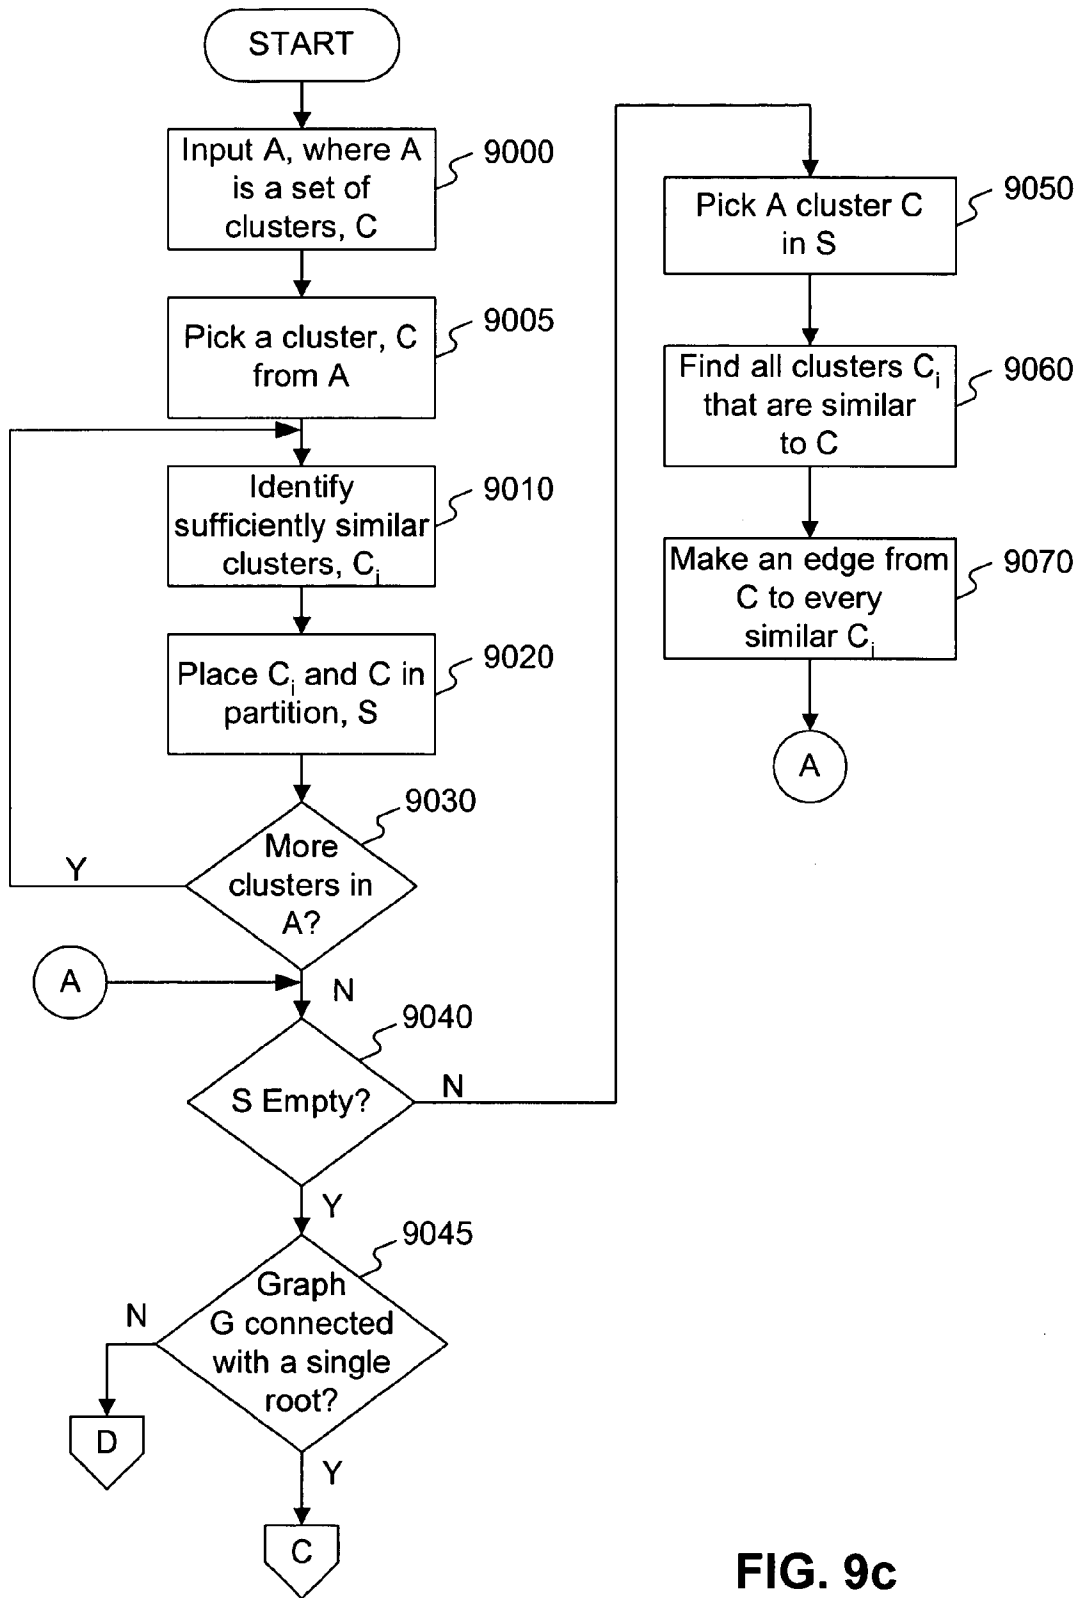 START
Input A, where A
is a set of
clusters, C
9000
Pick a cluster, C
from A
9005
Identify
sufficiently similar
clusters, Ci
9010
Place Ci and C in
partition, S
9020
More
clusters in
A?
9030
Y
A
N
S Empty?
9040
N
Y
Graph
G connected
with a single
root?
9045
N
D
Y
C
Pick A cluster C
in S
9050
Find all clusters Ci
that are similar
to C
9060
Make an edge from
C to every
similar Ci
9070
A
FIG. 9c